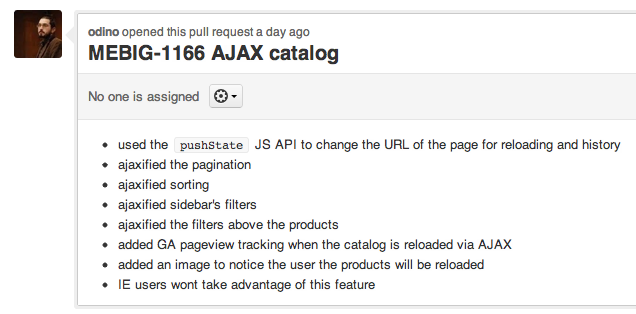 odino opened this pull request a day ago
MEBIG-1166 AJAX catalog
No one is assigned
used the pushState JS API to change the URL of the page for reloading and history
ajaxified the pagination
ajaxified sorting
ajaxified sidebar's filters
ajaxified the filters above the products
added GA pageview tracking when the catalog is reloaded via AJAX
added an image to notice the user the products will be reloaded
IE users wont take advantage of this feature